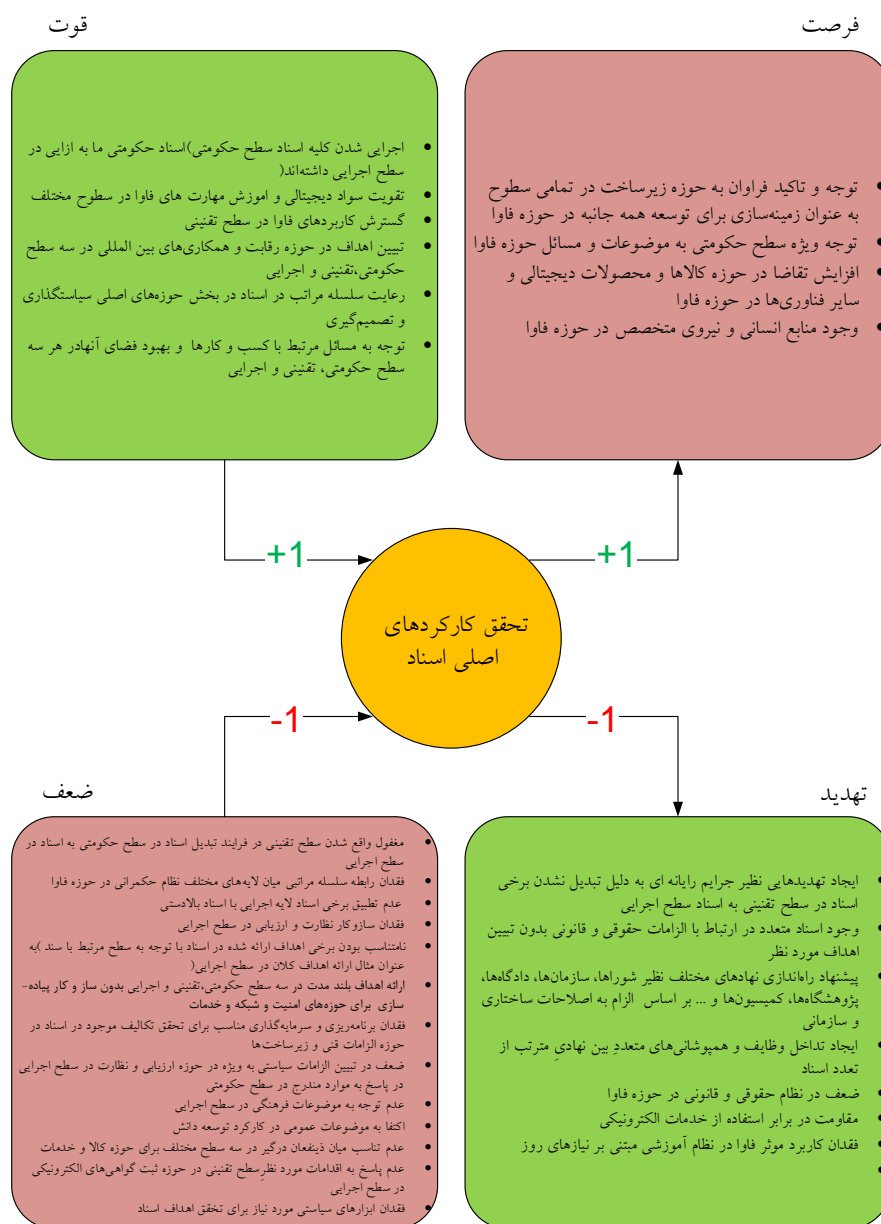 قوت
اجرایی شدن کلیه اسناد سطح حکومتی)اسناد حکومتی ما به ازایی در
سطح اجرایی داشته‌اند(
تقویت سواد دیجیتالی و اموزش مهارت های فاوا در سطوح مختلف
گسترش کاربردهای فاوا در سطح تقنینی
تبیین اهداف در حوزه رقابت و همکاری‌های بین المللی در سه سطح
حکومتی،تقنینی و اجرایی
رعایت سلسله مراتب در اسناد در بخش حوزه‌های اصلی سیاستگذاری
و تصمیم‌گیری
توجه به مسائل مرتبط با کسب و کارها و بهبود فضای آنهادر هر سه
سطح حکومتی، تقنینی و اجرایی
فرصت
توجه و تاکید فراوان به حوزه زیرساخت در تمامی سطوح
به عنوان زمینه‌سازی برای توسعه همه جانبه در حوزه فاوا
توجه ویژه سطح حکومتی به موضوعات و مسائل حوزه فاوا
افزایش تقاضا در حوزه کالاها و محصولات دیجیتالی و
سایر فناوری‌ها در حوزه فاوا
وجود منابع انسانی و نیروی متخصص در حوزه فاوا
+1
+1
تحقق کارکردهای
اصلی اسناد
-1
-1
ضعف
مغفول واقع شدن سطح تقنینی در فرایند تبدیل اسناد در سطح حکومتی به اسناد در
سطح اجرایی
فقدان رابطه سلسله مراتبی میان لایه‌های مختلف نظام حکمرانی در حوزه فاوا
عدم تطبیق برخی اسناد لایه اجرایی با اسناد بالادستی
فقدان سازوکار نظارت و ارزیابی در سطح اجرایی
نامتناسب بودن برخی اهداف ارائه شده در اسناد با توجه به سطح مرتبط با سند )به
عنوان مثال ارائه اهداف کلان در سطح اجرایی(
ارائه اهداف بلند مدت در سه سطح حکومتی،تقنینی و اجرایی بدون ساز و کار پیاده-
سازی برای حوزه‌های امنیت و شبکه و خدمات
فقدان برنامه‌ریزی و سرمایه‌گذاری مناسب برای تحقق تکالیف موجود در اسناد در
حوزه الزامات فنی و زیرساخت‌ها
ضعف در تبیین الزامات سیاستی به ویژه در حوزه ارزیابی و نظارت در سطح اجرایی
در پاسخ به موارد مندرج در سطح حکومتی
عدم توجه به موضوعات فرهنگی در سطح اجرایی
اکتفا به موضوعات عمومی در کارکرد توسعه دانش
عدم تناسب میان ذینفعان درگیر در سه سطح مختلف برای حوزه کالا و خدمات
عدم پاسخ به اقدامات مورد نظرِ سطح تقنینی در حوزه ثبت گواهی‌های الکترونیکی
در سطح اجرایی
فقدان ابزارهای سیاستی مورد نیاز برای تخقق اهداف اسناد
تهدید
ایجاد تهدیدهایی نظیر جرایم رایانه ای به دلیل تبدیل نشدن برخی
اسناد در سطح تقنینی به اسناد سطح اجرایی
وجود اسناد متعدد در ارتباط با الزامات حقوقی و قانونی بدون تبیین
اهداف مورد نظر
پیشنهاد راه‌اندازی نهادهای مختلف نظیر شوراها، سازمان‌ها، دادگاه‌ها،
پژوهشگاه‌ها، کمیسیون‌ها و ... بر اساس الزام به اصلاحات ساختاری
و سازمانی
ایجاد تداخل وظایف و همپوشانی‌های متعددِ بین نهادیِ مترتب از
تعدد اسناد
ضعف در نظام حقوقی و قانونی در حوزه فاوا
مقاومت در برابر استفاده از خدمات الکترونیکی
فقدان کاربرد موثر فاوا در نظام آموزشی مبتنی بر نیازهای روز